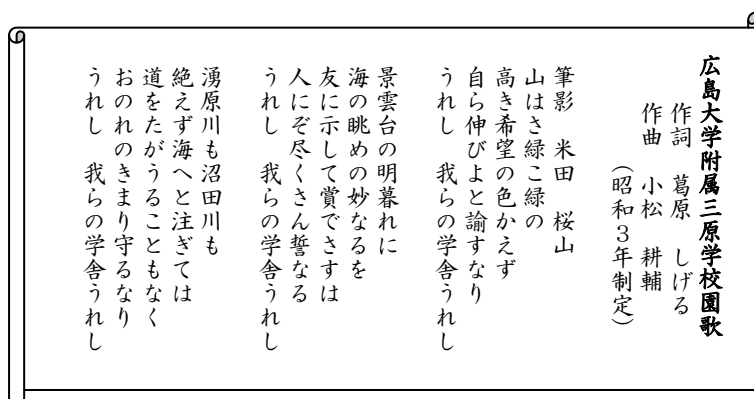 広島大学附属三原学校園歌
作詞 葛原 しげる
作曲 小松 耕輔
(昭和3年制定)
筆影 米田 桜山
山はさ緑こ緑の
高き希望の色かえず
自ら伸びよと諭すなり
うれし 我らの学舎うれし
景雲台の明暮れに
海の眺めの妙なるを
友に示して賞でさすは
人にぞ尽くさん誓なる
うれし 我らの学舎うれし
湧原川も沼田川も
絶えず海へと注ぎては
道をたがうることもなく
おのれのきまり守るなり
うれし 我らの学舎うれし